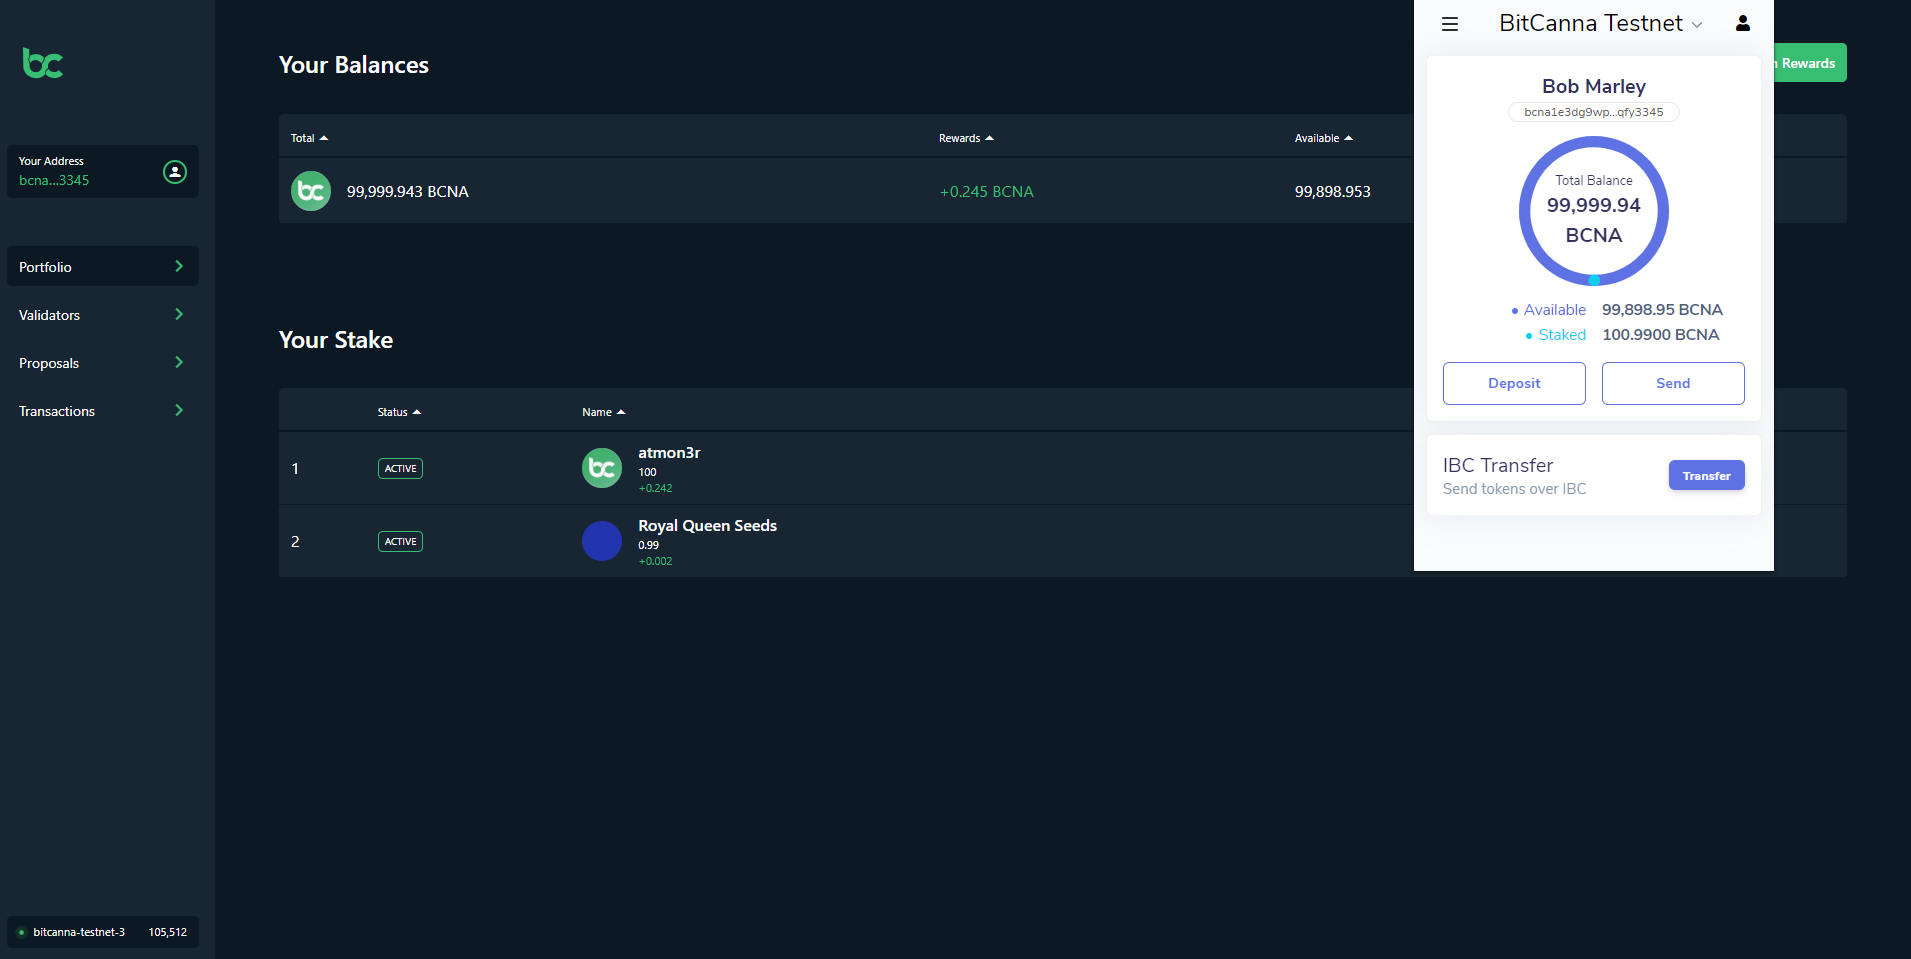 bc
Your Address
bcna...3345
Portfolio
Validators
Proposals
Transactions
bitcanna-testnet-3 105,512
Your Balances
Total Rewards Available
bc 99,999.943 BCNA +0.245 BCNA 99,898.953
Your Stake
Status Name
1 ACTIVE bc atmon3r
100
+0.242
2 ACTIVE Royal Queen Seeds
0.99
+0.002
Rewards
BitCanna Testnet
Bob Marley
bcna1e3dg9wp...qfy3345
Total Balance
99,999.94
BCNA
Available 99,898.95 BCNA
Staked 100.9900 BCNA
Deposit Send
IBC Transfer
Send tokens over IBC
Transfer